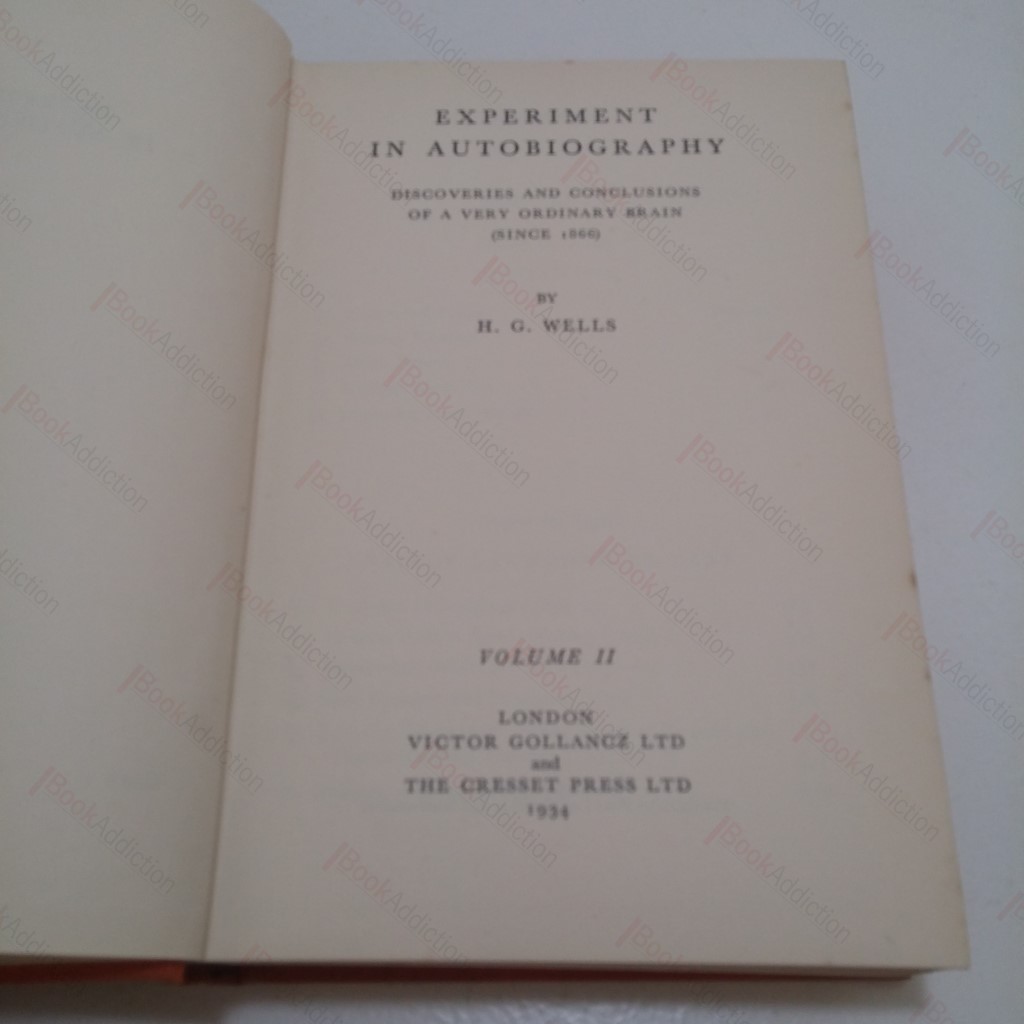 EXPERIMENT
IN AUTOBIOGRAPHY
DISCOVERIES AND CONCLUSIONS
OF A VERY ORDINARY BRAIN
(SINCE 1866)
BY
H. G. WELLS
VOLUME II
LONDON
VICTOR GOLLANCZ LTD
and
THE CRESSET PRESS LTD
1934
BookAddiction